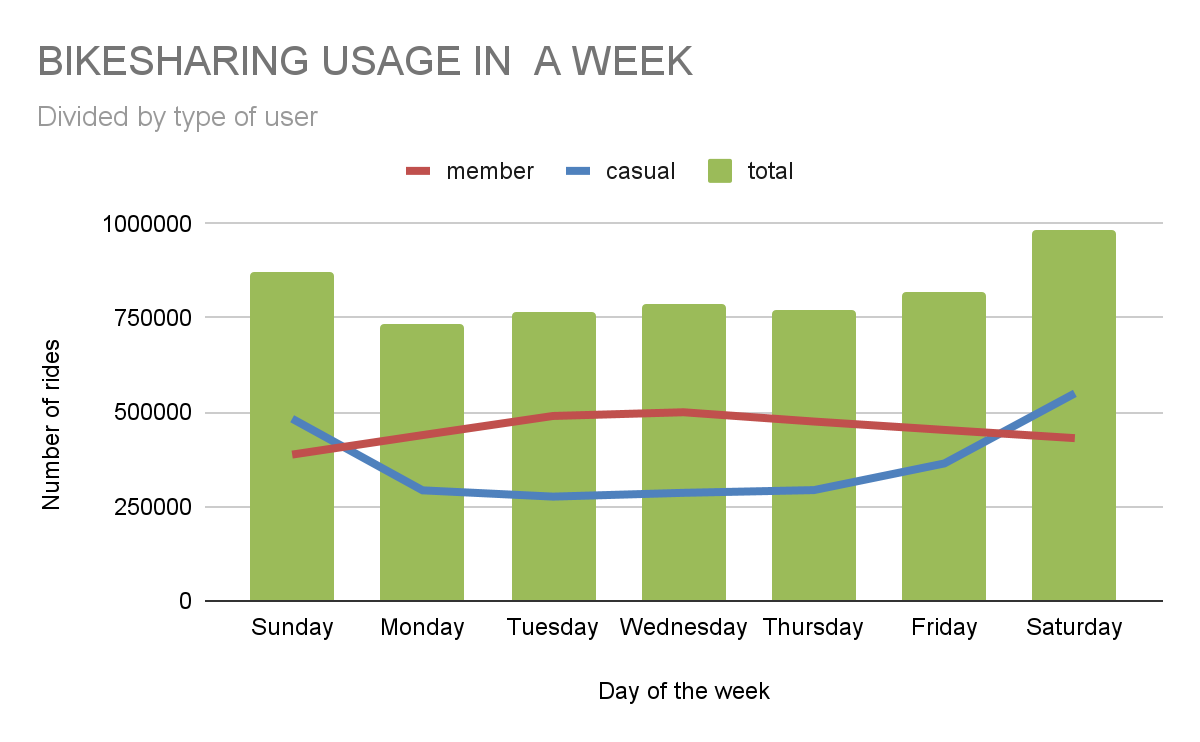 BIKESHARING USAGE IN  A WEEK
Divided by type of user
member casual total
1000000
750000
500000
250000
0
Number of rides
Sunday Monday Tuesday Wednesday Thursday Friday Saturday
Day of the week